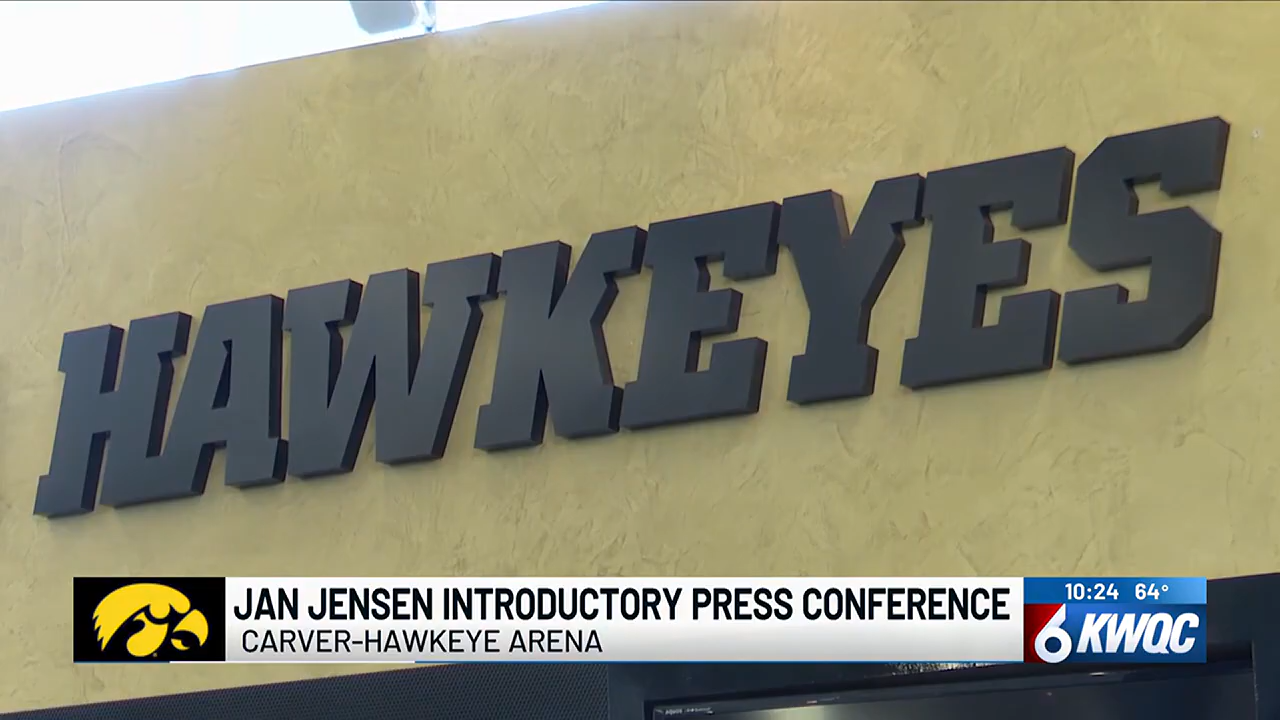 HAWKEYES
JAN JENSEN INTRODUCTORY PRESS CONFERENCE
CARVER-HAWKEYE ARENA
10:24 64°
6 KWQC